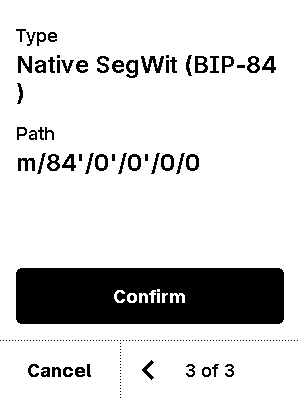 Type
Native SegWit (BIP-84
)
Path
m/84'/0'/0'/0/0
Confirm
Cancel
3 of 3